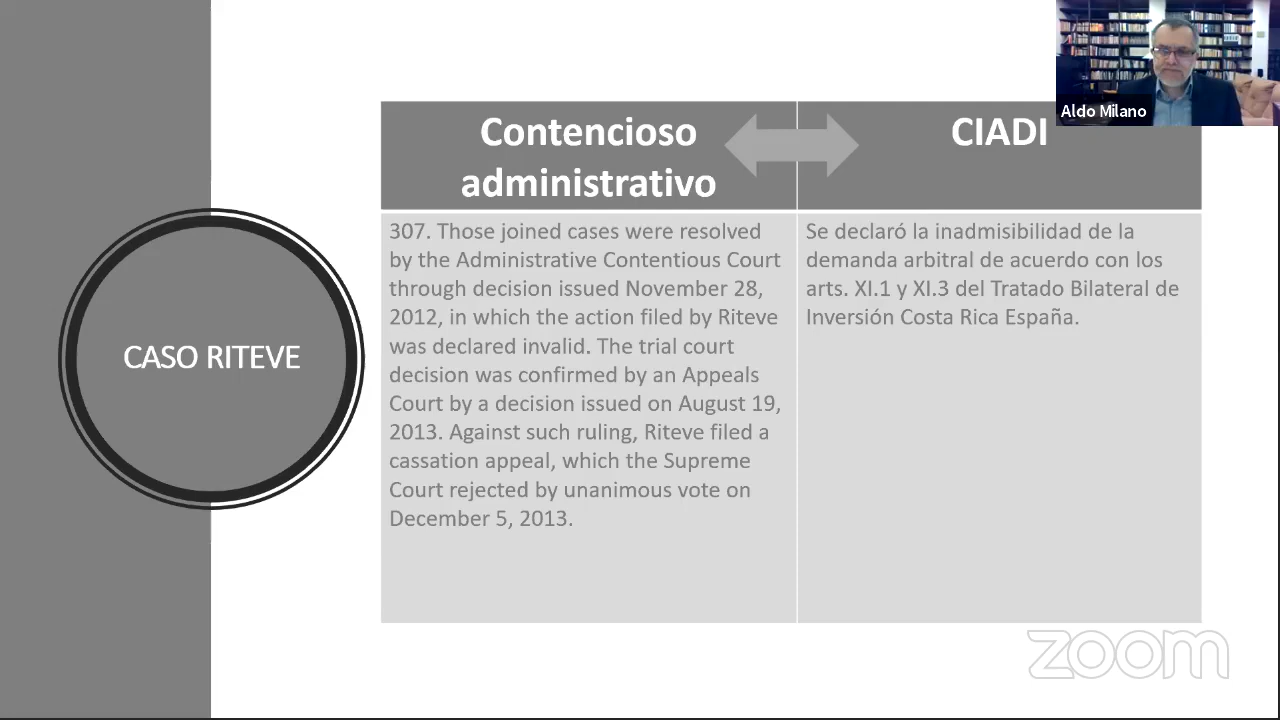 Aldo Milano
CASO RITEVE
Contencioso
administrativo
CIADI
307. Those joined cases were resolved
by the Administrative Contentious Court
through decision issued November 28,
2012, in which the action filed by Riteve
was declared invalid. The trial court
decision was confirmed by an Appeals
Court by a decision issued on August 19,
2013. Against such ruling, Riteve filed a
cassation appeal, which the Supreme
Court rejected by unanimous vote on
December 5, 2013.
Se declaró la inadmisibilidad de la
demanda arbitral de acuerdo con los
arts. XI.1 y XI.3 del Tratado Bilateral de
Inversión Costa Rica España.
zoom